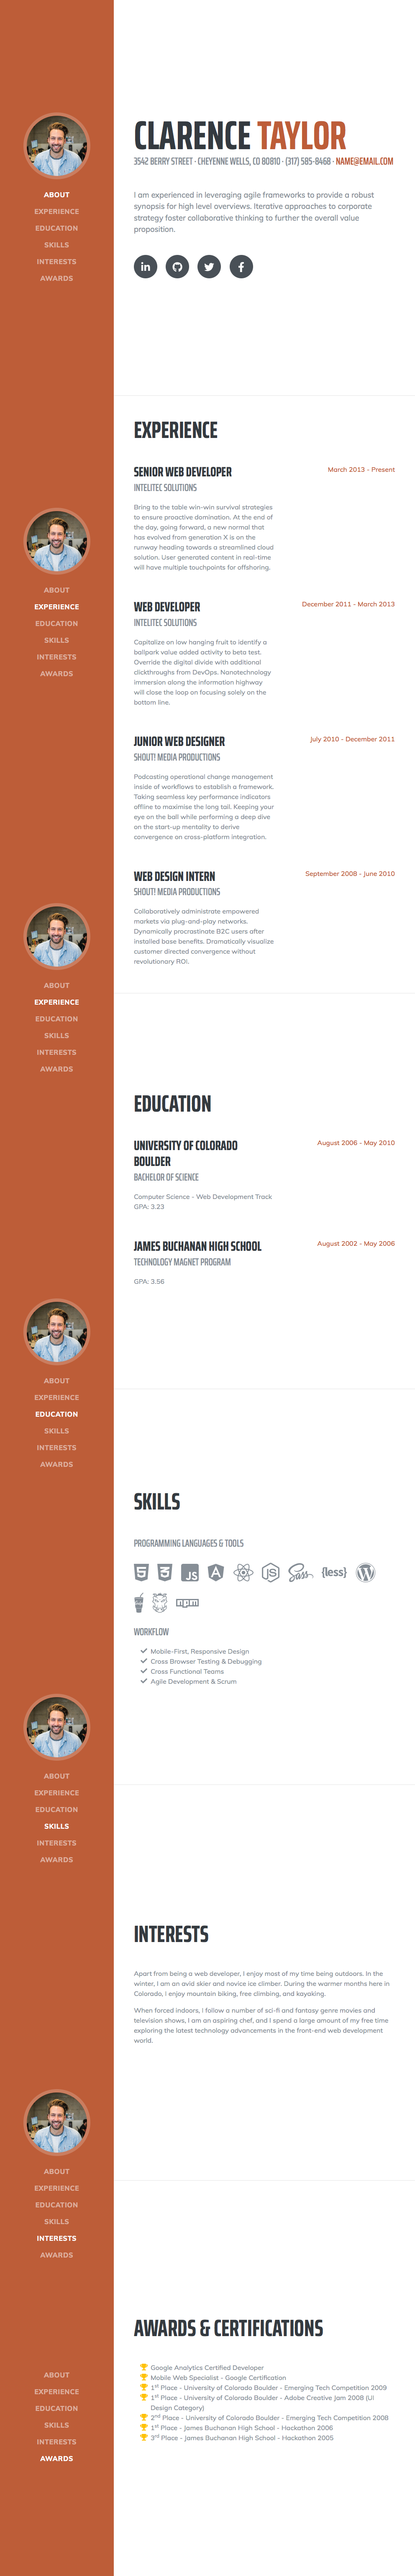 CLARENCE TAYLOR
3542 BERRY STREET · CHEYENNE WELLS, CO 80810 · (317) 585-8468 · NAME@EMAIL.COM
I am experienced in leveraging agile frameworks to provide a robust
synopsis for high level overviews. Iterative approaches to corporate
strategy foster collaborative thinking to further the overall value
proposition.
in
f
ABOUT
EXPERIENCE
EDUCATION
SKILLS
INTERESTS
AWARDS
EXPERIENCE
SENIOR WEB DEVELOPER
March 2013 - Present
INTELITEC SOLUTIONS
Bring to the table win-win survival strategies
to ensure proactive domination. At the end of
the day, going forward, a new normal that
has evolved from generation X is on the
runway heading towards a streamlined cloud
solution. User generated content in real-time
will have multiple touchpoints for offshoring.
ABOUT
EXPERIENCE
EDUCATION
SKILLS
INTERESTS
AWARDS
WEB DEVELOPER
December 2011 - March 2013
INTELITEC SOLUTIONS
Capitalize on low hanging fruit to identify a
ballpark value added activity to beta test.
Override the digital divide with additional
clickthroughs from DevOps. Nanotechnology
immersion along the information highway
will close the loop on focusing solely on the
bottom line.
JUNIOR WEB DESIGNER
July 2010 - December 2011
SHOUT! MEDIA PRODUCTIONS
Podcasting operational change management
inside of workflows to establish a framework.
Taking seamless key performance indicators
offline to maximise the long tail. Keeping your
eye on the ball while performing a deep dive
on the start-up mentality to derive
convergence on cross-platform integration.
WEB DESIGN INTERN
September 2008 - June 2010
SHOUT! MEDIA PRODUCTIONS
Collaboratively administrate empowered
markets via plug-and-play networks.
Dynamically procrastinate B2C users after
installed base benefits. Dramatically visualize
customer directed convergence without
revolutionary ROI.
ABOUT
EXPERIENCE
EDUCATION
SKILLS
INTERESTS
AWARDS
EDUCATION
UNIVERSITY OF COLORADO
BOULDER
August 2006 - May 2010
BACHELOR OF SCIENCE
Computer Science - Web Development Track
GPA: 3.23
JAMES BUCHANAN HIGH SCHOOL
August 2002 - May 2006
TECHNOLOGY MAGNET PROGRAM
GPA: 3.56
ABOUT
EXPERIENCE
EDUCATION
SKILLS
INTERESTS
AWARDS
SKILLS
PROGRAMMING LANGUAGES & TOOLS
5 3 JS A JS Sass {less} W
npm
WORKFLOW
Mobile-First, Responsive Design
Cross Browser Testing & Debugging
Cross Functional Teams
Agile Development & Scrum
ABOUT
EXPERIENCE
EDUCATION
SKILLS
INTERESTS
AWARDS
INTERESTS
Apart from being a web developer, I enjoy most of my time being outdoors. In the
winter, I am an avid skier and novice ice climber. During the warmer months here in
Colorado, I enjoy mountain biking, free climbing, and kayaking.
When forced indoors, I follow a number of sci-fi and fantasy genre movies and
television shows, I am an aspiring chef, and I spend a large amount of my free time
exploring the latest technology advancements in the front-end web development
world.
ABOUT
EXPERIENCE
EDUCATION
SKILLS
INTERESTS
AWARDS
AWARDS & CERTIFICATIONS
Google Analytics Certified Developer
Mobile Web Specialist - Google Certification
1st Place - University of Colorado Boulder - Emerging Tech Competition 2009
1st Place - University of Colorado Boulder - Adobe Creative Jam 2008 (UI
Design Category)
2nd Place - University of Colorado Boulder - Emerging Tech Competition 2008
1st Place - James Buchanan High School - Hackathon 2006
3rd Place - James Buchanan High School - Hackathon 2005
ABOUT
EXPERIENCE
EDUCATION
SKILLS
INTERESTS
AWARDS